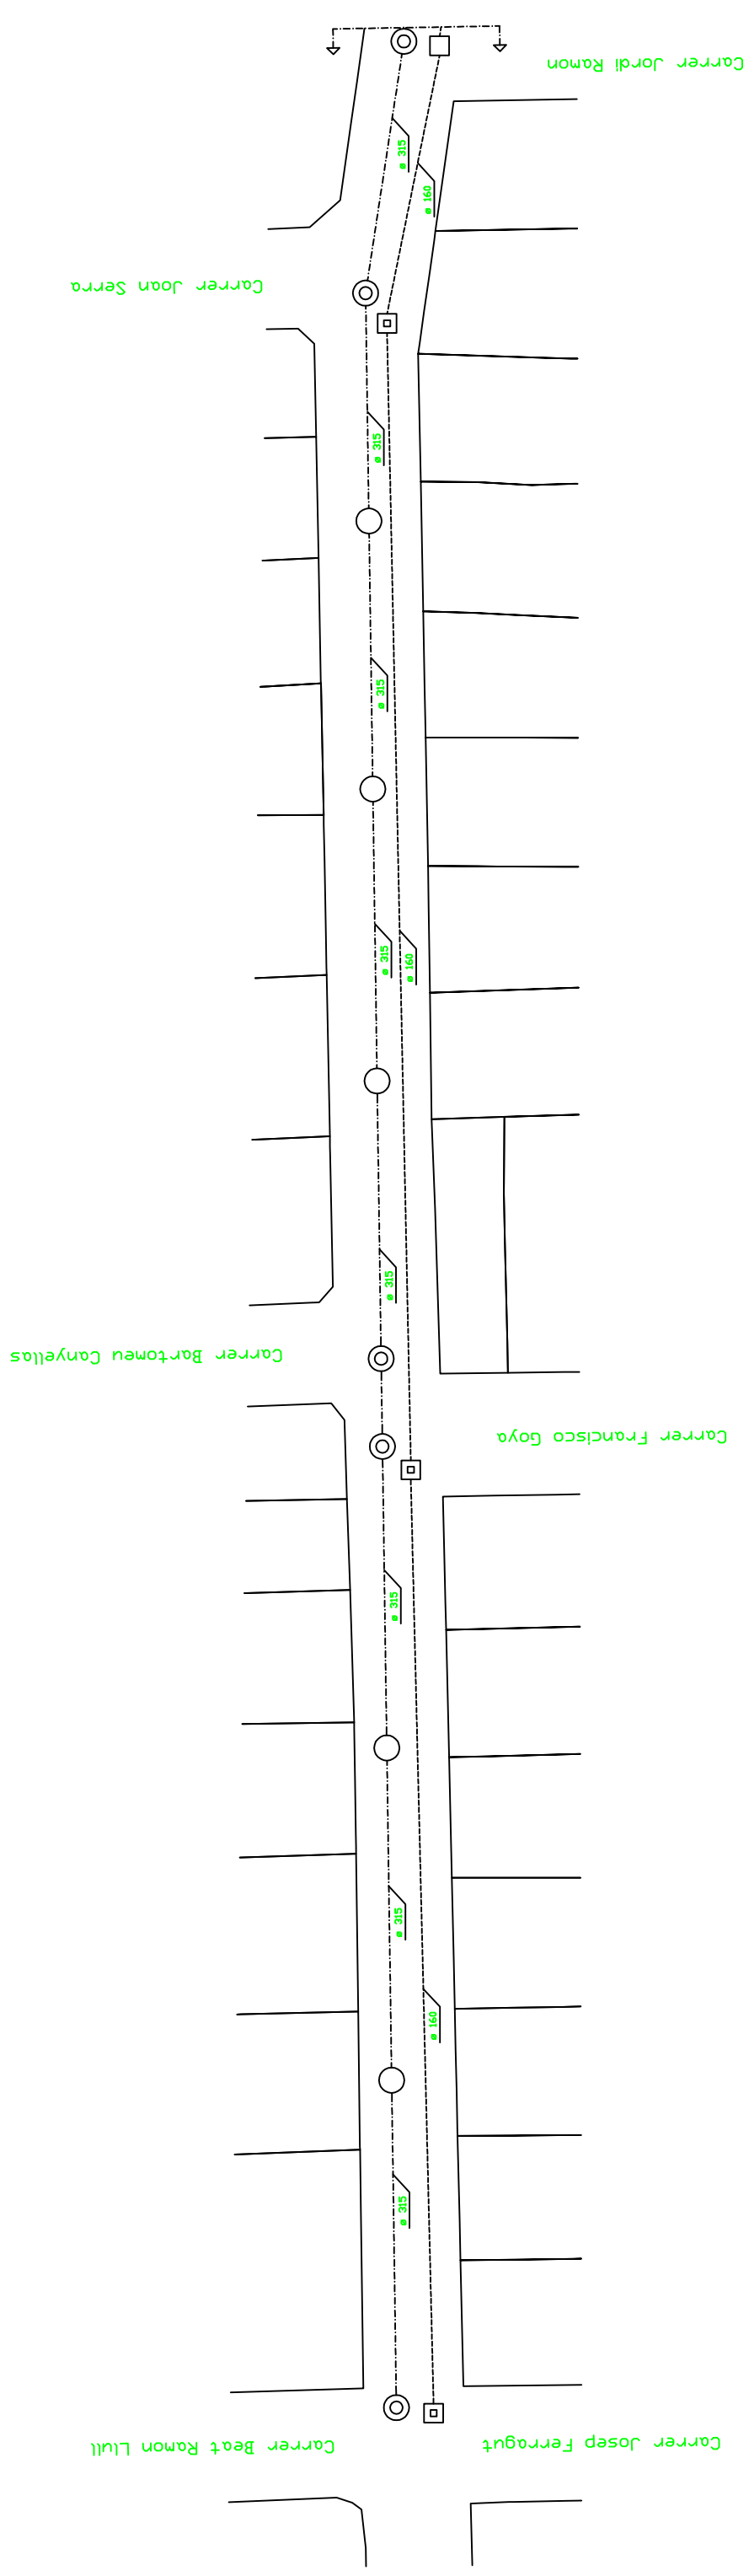 Carrer Jordi Ramon
ø 315
ø 160
Carrer Joan Serra
ø 315
ø 315
ø 315
ø 160
ø 315
Carrer Bartomeu Canyellas
Carrer Francisco Goya
ø 315
ø 315
ø 160
ø 315
Carrer Beat Ramon Llull
Carrer Josep Ferragut